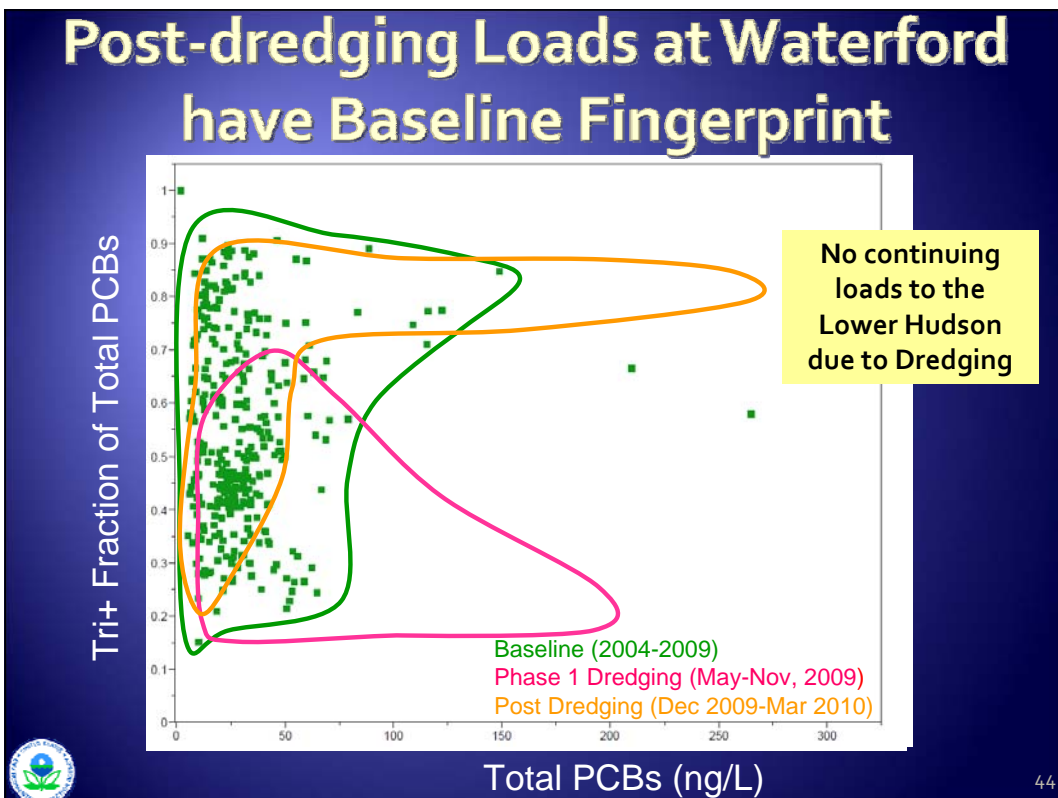 Post-dredging Loads at Waterford
have Baseline Fingerprint
Tri+ Fraction of Total PCBs
1
0.9
0.8
0.7
0.6
0.5
0.4
0.3
0.2
0.1
0
0
50
100
150
200
250
300
No continuing
loads to the
Lower Hudson
due to Dredging
Baseline (2004-2009)
Phase 1 Dredging (May-Nov, 2009)
Post Dredging (Dec 2009-Mar 2010)
Total PCBs (ng/L)
44